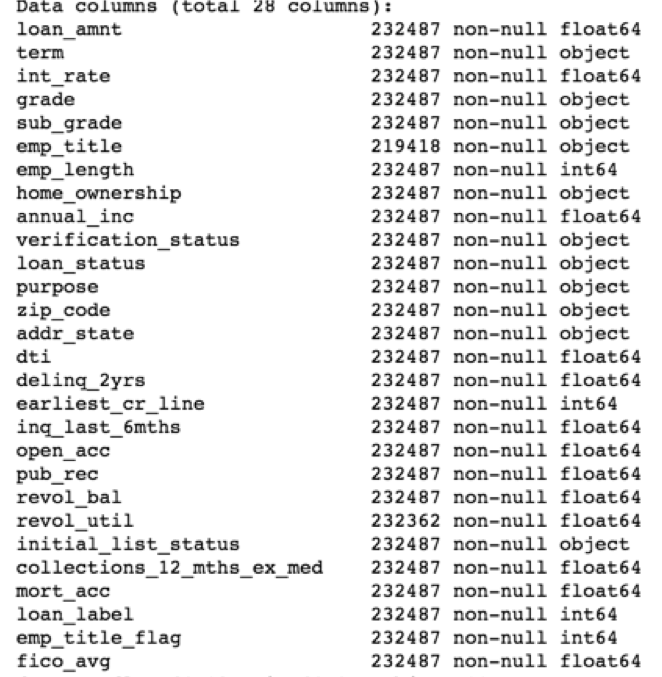 Data columns (total 28 columns):
loan_amnt 232487 non-null float64
term 232487 non-null object
int_rate 232487 non-null float64
grade 232487 non-null object
sub_grade 232487 non-null object
emp_title 219418 non-null object
emp_length 232487 non-null int64
home_ownership 232487 non-null object
annual_inc 232487 non-null float64
verification_status 232487 non-null object
loan_status 232487 non-null object
purpose 232487 non-null object
zip_code 232487 non-null object
addr_state 232487 non-null object
dti 232487 non-null float64
delinq_2yrs 232487 non-null float64
earliest_cr_line 232487 non-null int64
inq_last_6mths 232487 non-null float64
open_acc 232487 non-null float64
pub_rec 232487 non-null float64
revol_bal 232487 non-null float64
revol_util 232362 non-null float64
initial_list_status 232487 non-null object
collections_12_mths_ex_med 232487 non-null float64
mort_acc 232487 non-null float64
loan_label 232487 non-null int64
emp_title_flag 232487 non-null int64
fico_avg 232487 non-null float64